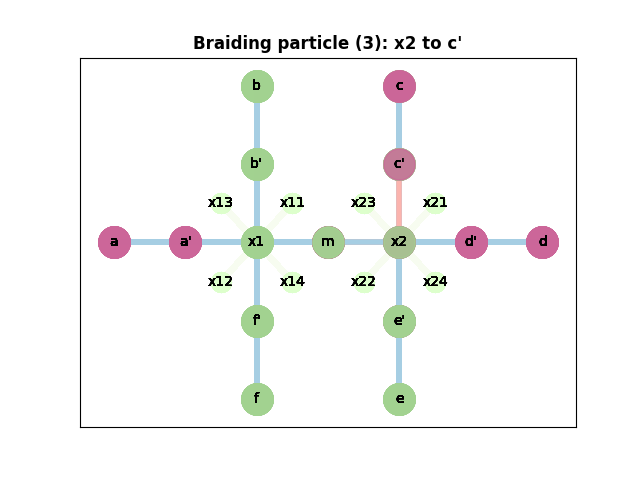 Braiding particle (3): x2 to c'
b
c
b'
c'
x13
x11
x23
x21
a
a'
x1
m
x2
d'
d
x12
x14
x22
x24
f'
e'
f
e